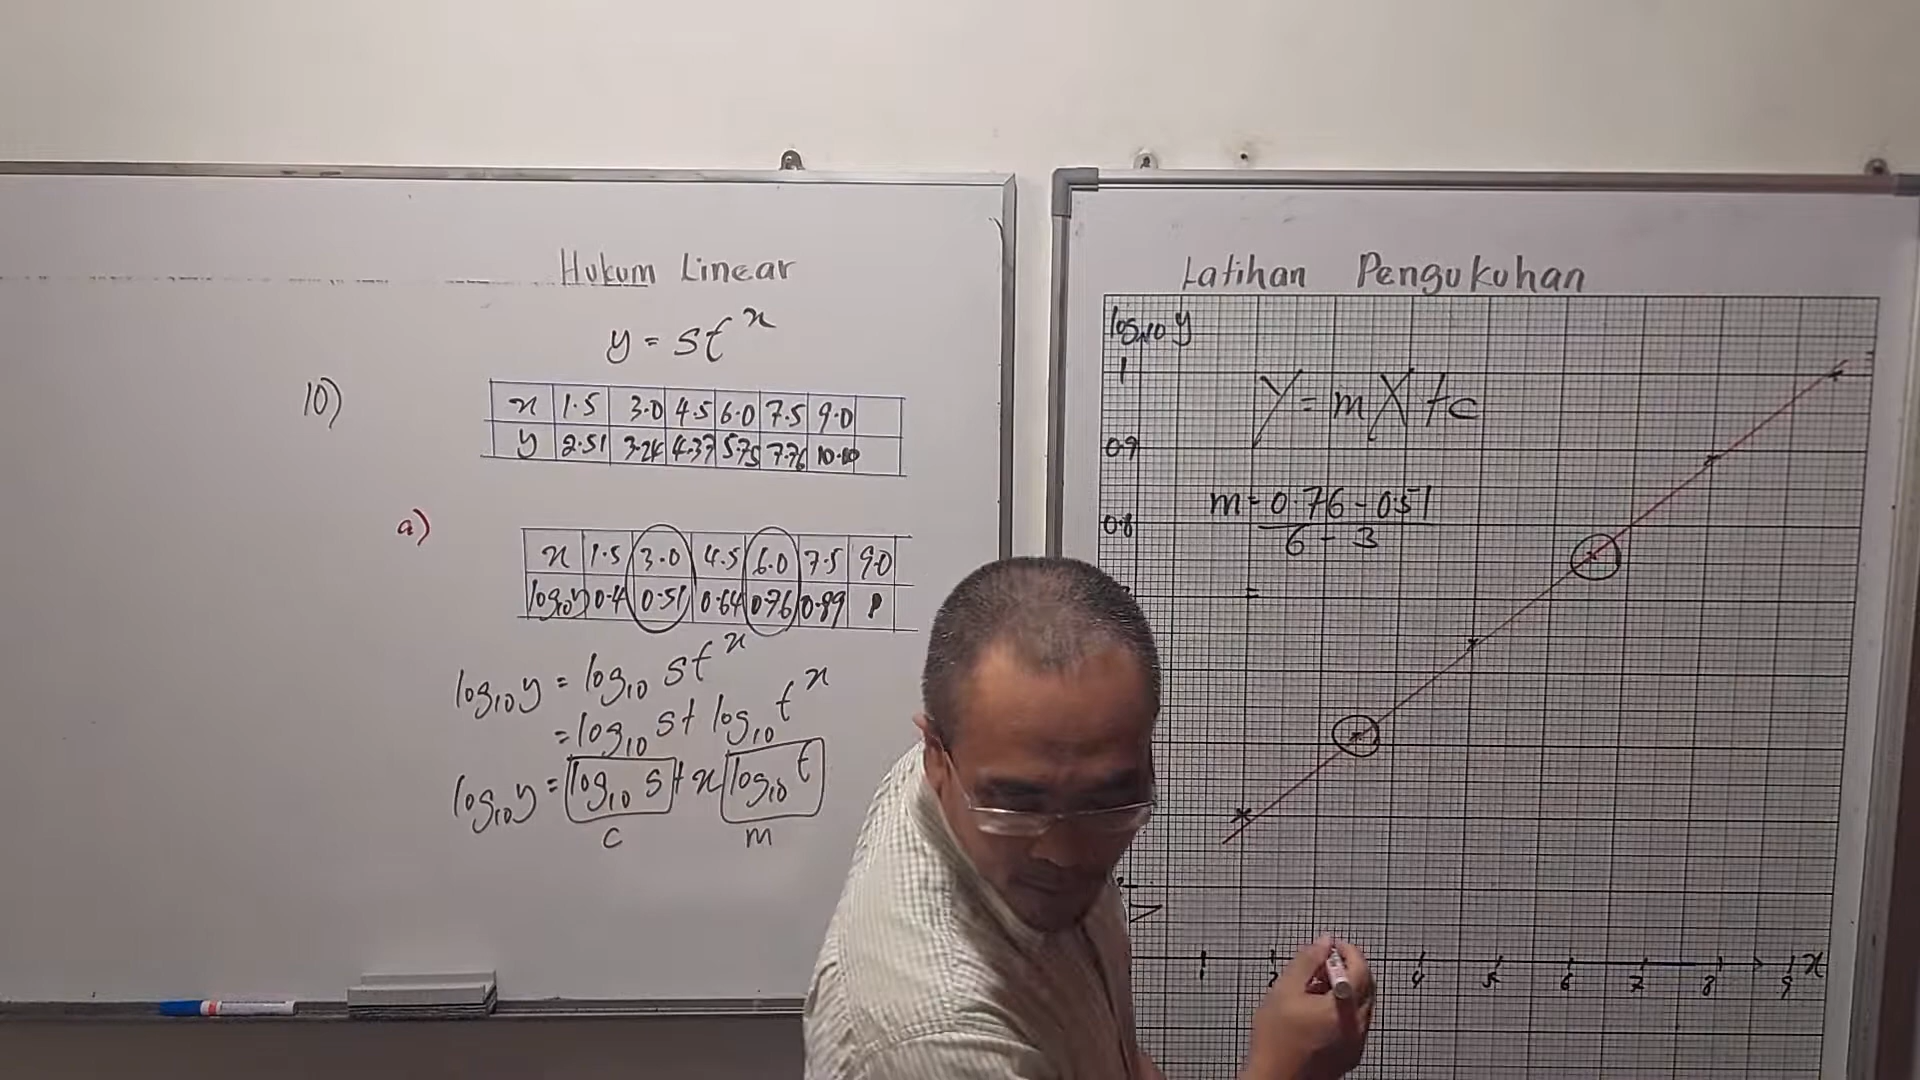 Hukum Linear
y = st^x
10)
x 1.5 3.0 4.5 6.0 7.5 9.0
y 2.51 3.24 4.37 5.75 7.76 10.00
a)
x 1.5 3.0 4.5 6.0 7.5 9.0
log10 y 0.4 0.51 0.64 0.76 0.89 1
log10 y = log10 st^x
= log10 s + log10 t^x
log10 y = log10 s + x log10 t
c m
Latihan Pengukuhan
log10 y
1
Y = mX + c
0.9
m = 0.76 - 0.51
0.8
6 - 3
=
1 2 4 5 6 7 8 9 x